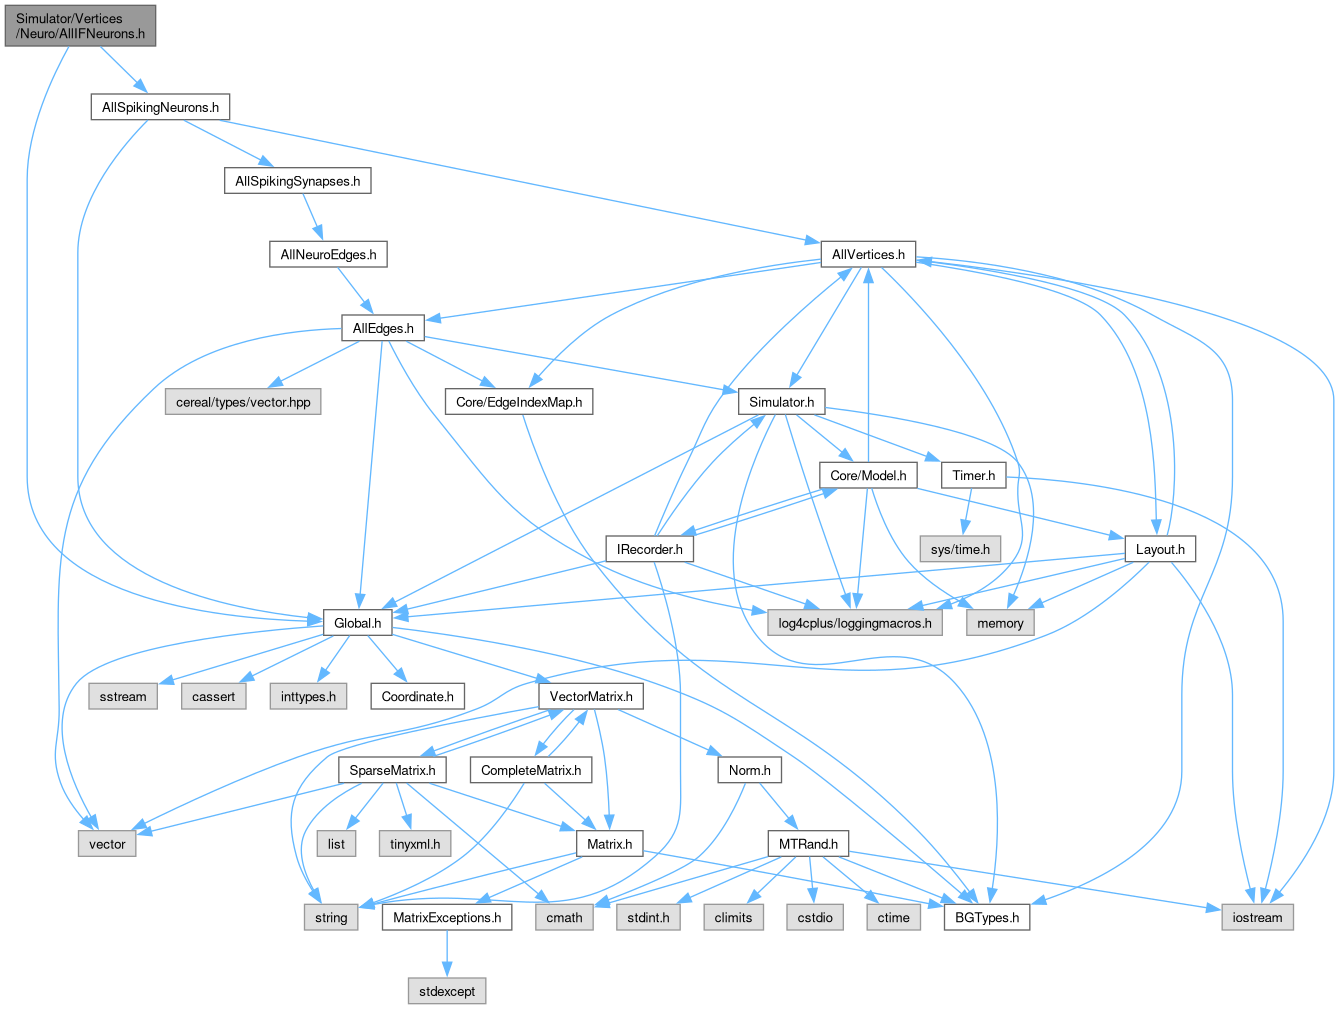 Simulator/Vertices
/Neuro/AllIFNeurons.h
AllSpikingNeurons.h
AllSpikingSynapses.h
AllNeuroEdges.h
AllVertices.h
AllEdges.h
cereal/types/vector.hpp
Core/EdgeIndexMap.h
Simulator.h
Core/Model.h
Timer.h
IRecorder.h
sys/time.h
Layout.h
Global.h
log4cplus/loggingmacros.h
memory
sstream
cassert
inttypes.h
Coordinate.h
VectorMatrix.h
SparseMatrix.h
CompleteMatrix.h
Norm.h
vector
list
tinyxml.h
Matrix.h
MTRand.h
string
MatrixExceptions.h
cmath
stdint.h
climits
cstdio
ctime
BGTypes.h
iostream
stdexcept